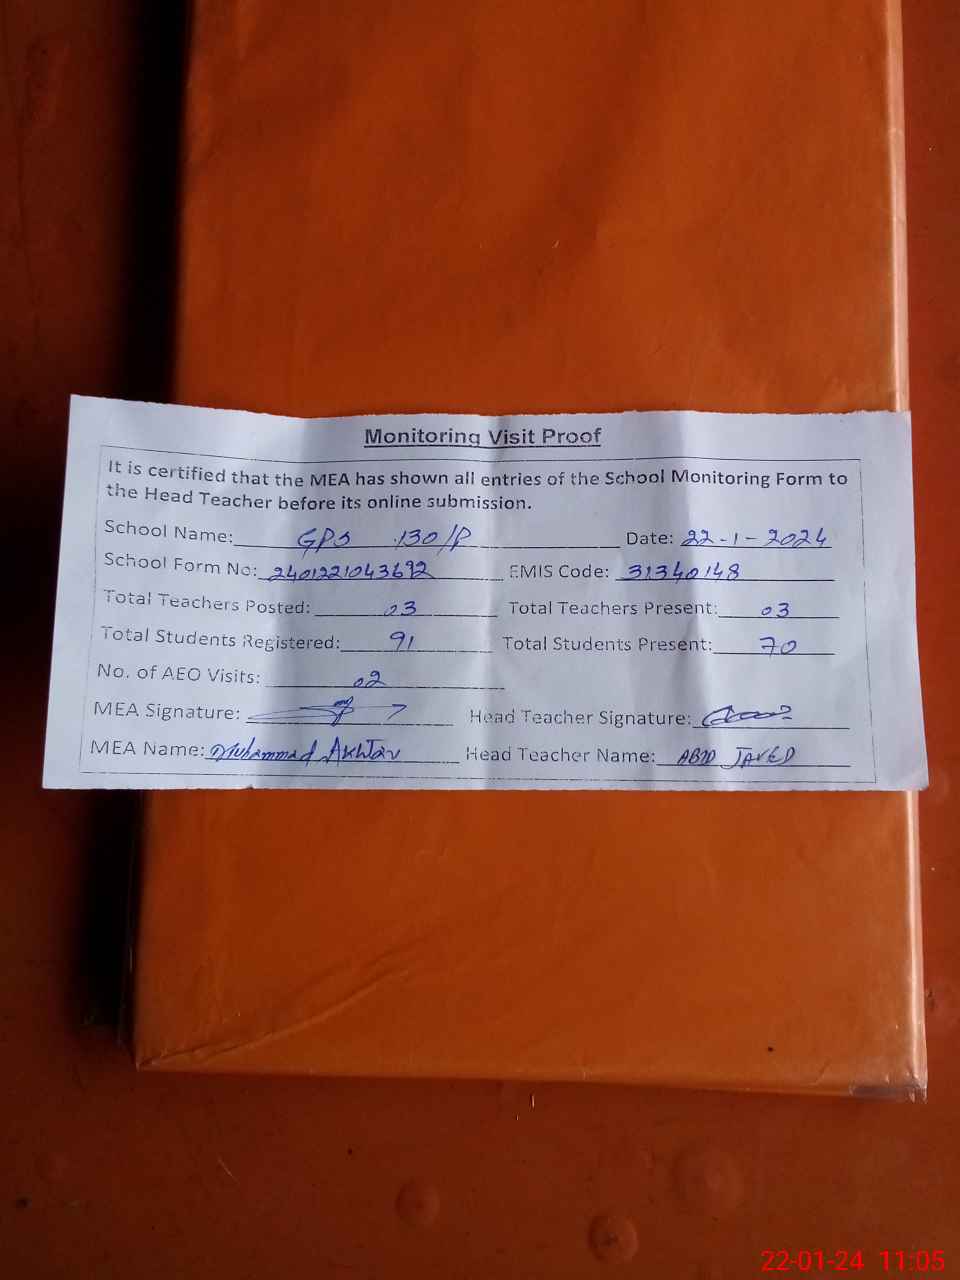 Monitoring Visit Proof
It is certified that the MEA has shown all entries of the School Monitoring Form to
the Head Teacher before its online submission.
School Name: GPS 130/P Date: 22-1-2024
School Form No: 2401221043692 EMIS Code: 31340148
Total Teachers Posted: 03 Total Teachers Present: 03
Total Students Registered: 91 Total Students Present: 70
No. of AEO Visits: 02
MEA Signature: Head Teacher Signature:
MEA Name: Muhammad Akhtar Head Teacher Name: ABID JAVED
22-01-24 11:05